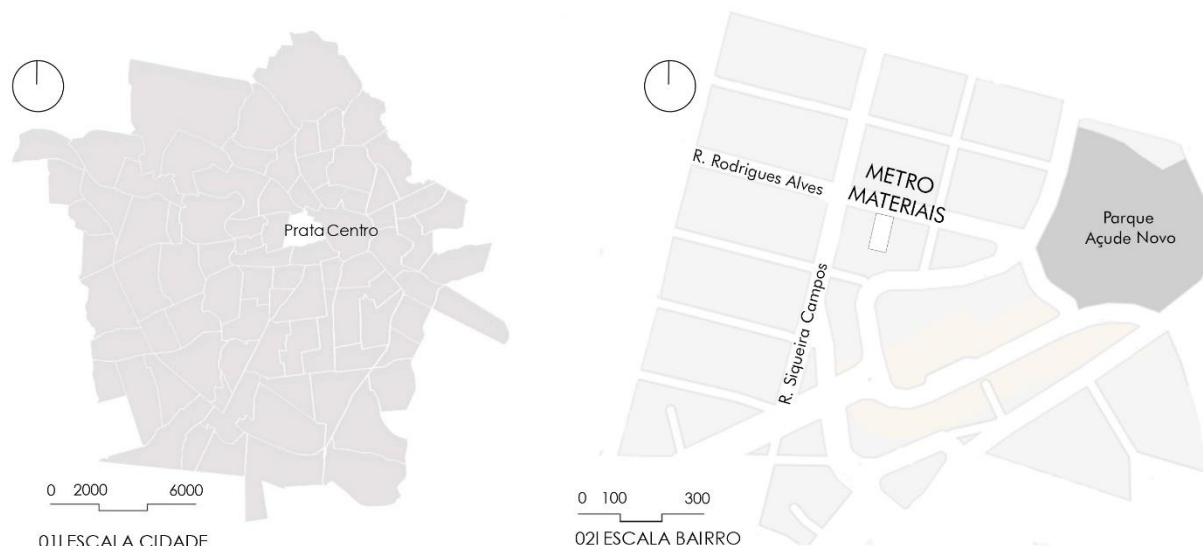 Prata Centro
0 2000 6000
01| ESCALA CIDADE
R. Rodrigues Alves
METRO
MATERIAIS
Parque
Açude Novo
R. Siqueira Campos
0 100 300
02| ESCALA BAIRRO